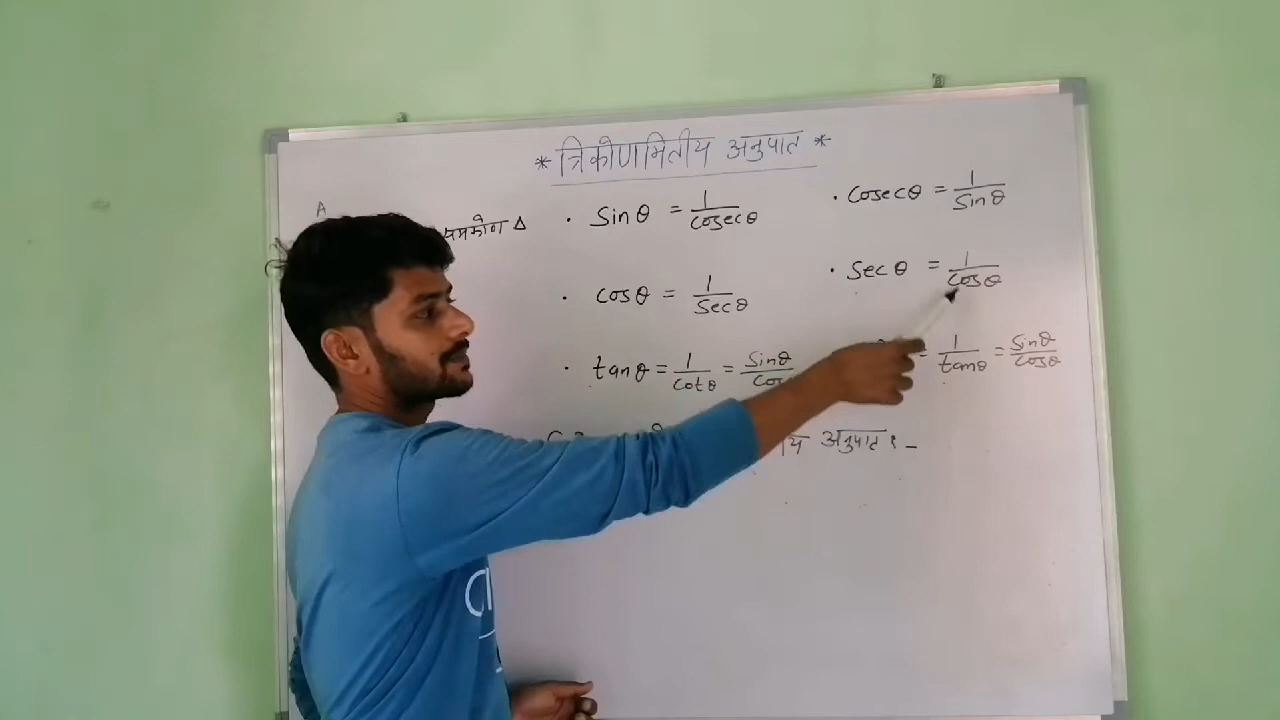 * त्रिकोणमितीय अनुपात *
A
समकोण Δ
· sinθ = 1/cosecθ
· cosecθ = 1/sinθ
· cosθ = 1/secθ
· secθ = 1/cosθ
· tanθ = 1/cotθ = sinθ/cos
= 1/tanθ = sinθ/cosθ
अनुपात :-